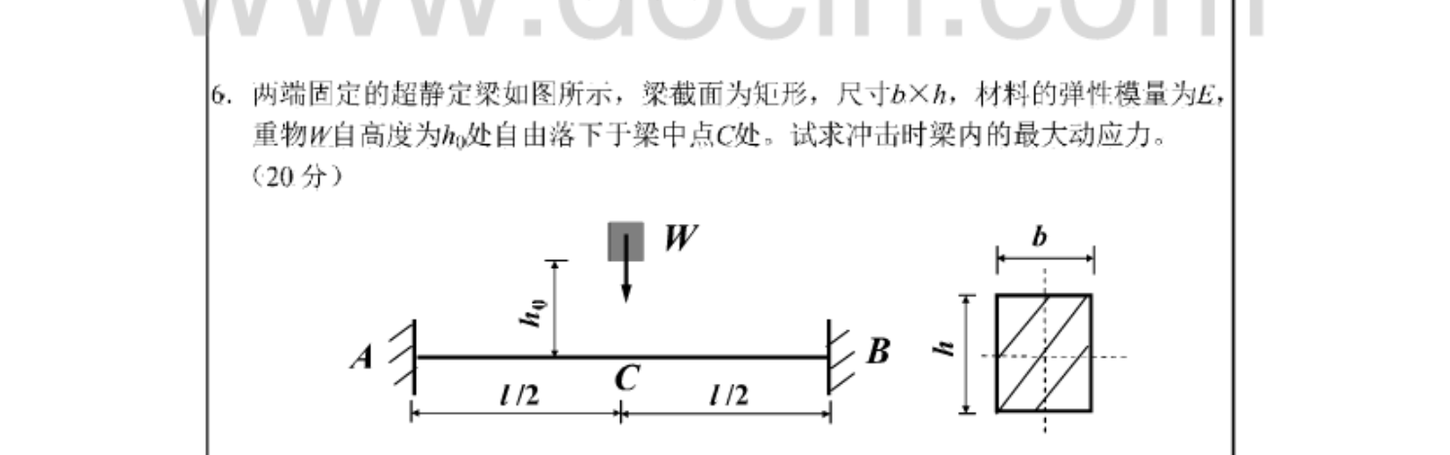 www.docin.com
6. 两端固定的超静定梁如图所示，梁截面为矩形，尺寸b×h，材料的弹性模量为E，
重物W自高度为h₀处自由落下于梁中点C处。试求冲击时梁内的最大动应力。
（20 分）
W
b
h₀
A
B
h
C
l /2
l /2